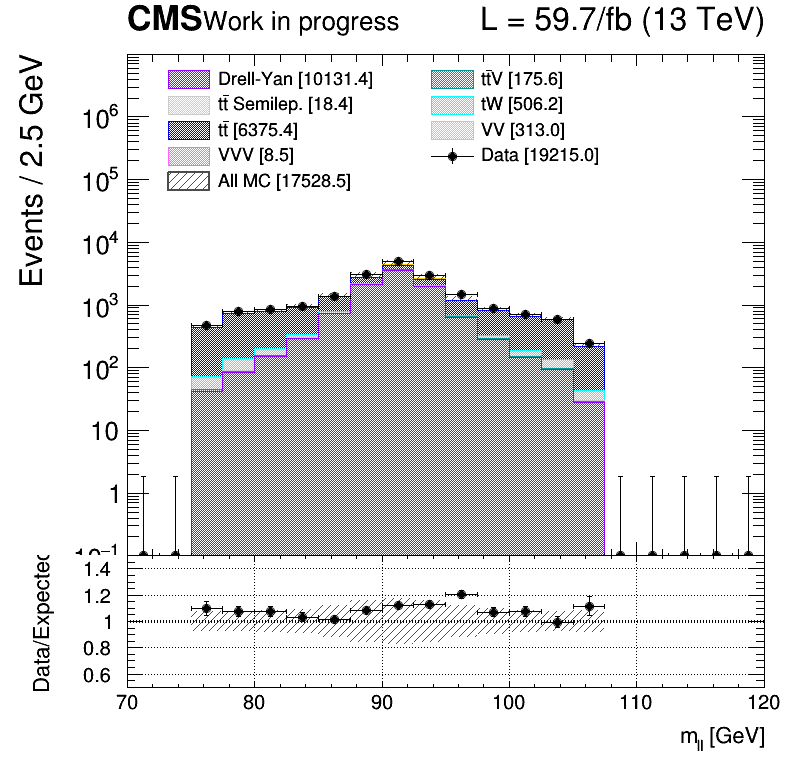 CMS Work in progress L = 59.7/fb (13 TeV)
Events / 2.5 GeV
Drell-Yan [10131.4]
tt̄ Semilep. [18.4]
tt̄ [6375.4]
VVV [8.5]
All MC [17528.5]
tt̄V [175.6]
tW [506.2]
VV [313.0]
Data [19215.0]
10⁶
10⁵
10⁴
10³
10²
10
1
10⁻¹
Data/Expected
1.4
1.2
1
0.8
0.6
70 80 90 100 110 120
m_ll [GeV]